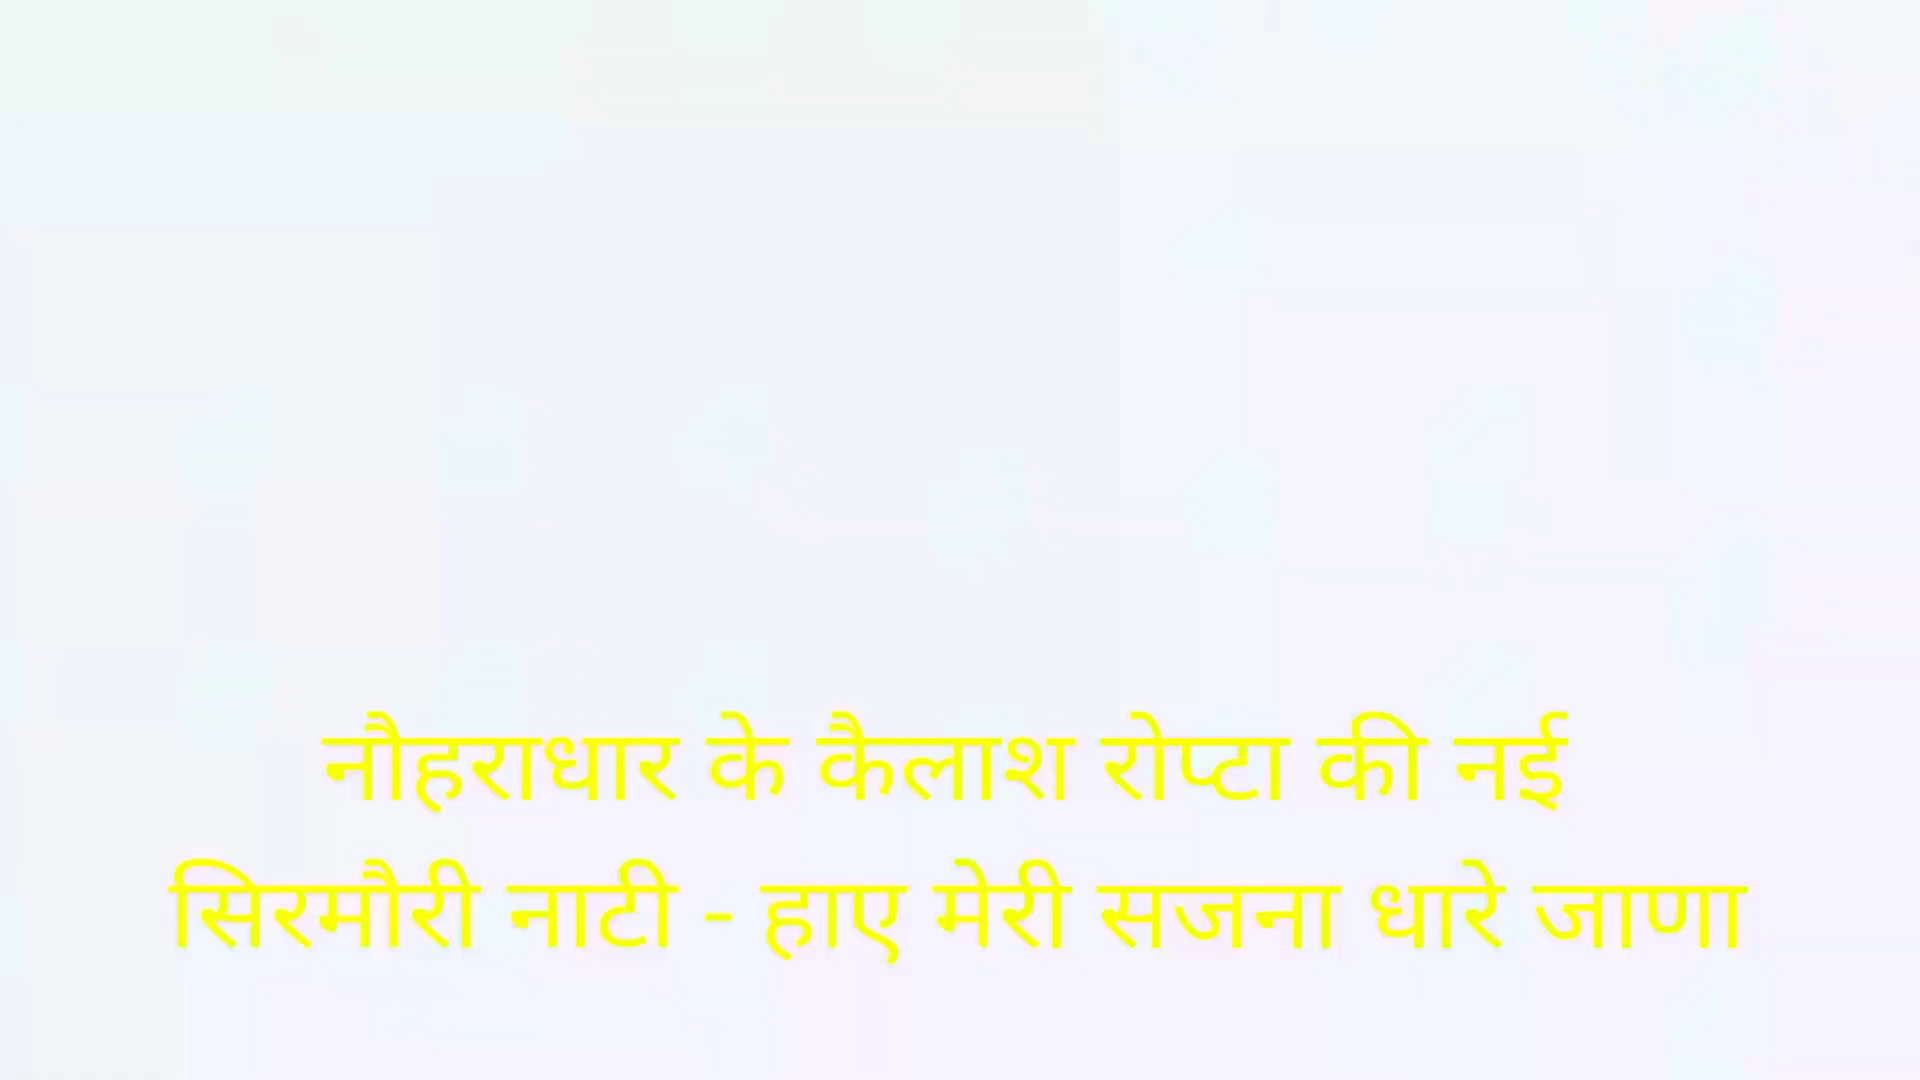 नौहराधार के कैलाश रोप्टा की नई
सिरमौरी नाटी - हाए मेरी सजना धारे जाणा